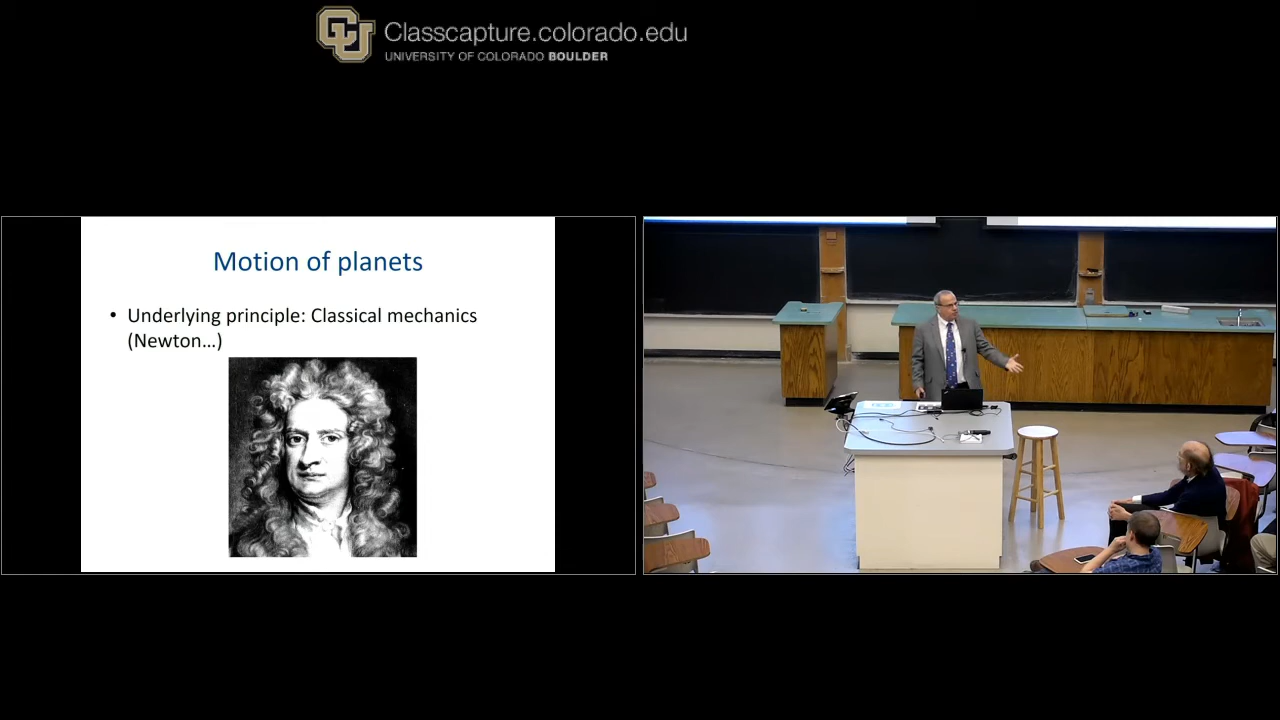 Classcapture.colorado.edu
UNIVERSITY OF COLORADO BOULDER
Motion of planets
• Underlying principle: Classical mechanics
(Newton...)